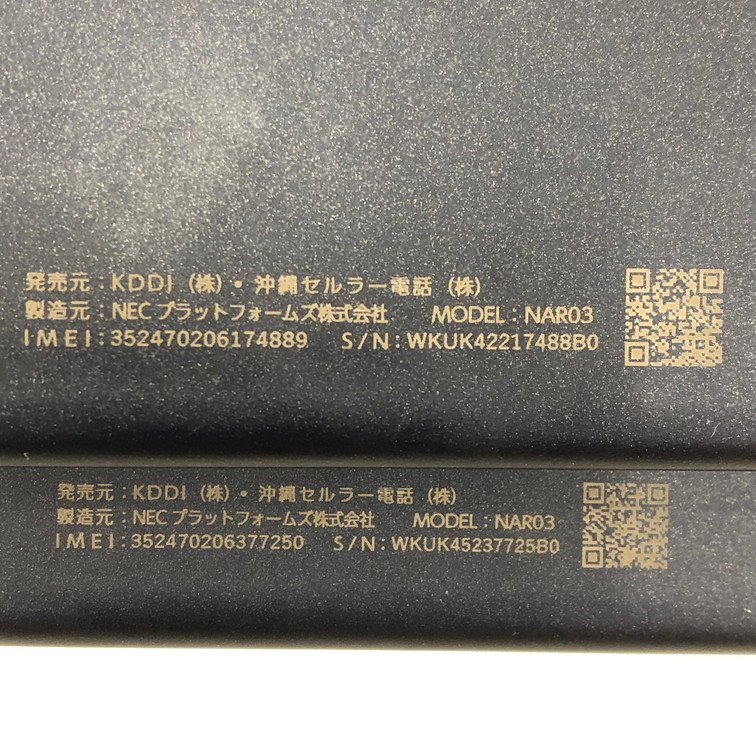 発売元：KDDI（株）・沖縄セルラー電話（株）
製造元：NECプラットフォームズ株式会社 MODEL：NAR03
IMEI：352470206174889 S/N：WKUK42217488B0
発売元：KDDI（株）・沖縄セルラー電話（株）
製造元：NECプラットフォームズ株式会社 MODEL：NAR03
IMEI：352470206377250 S/N：WKUK45237725B0